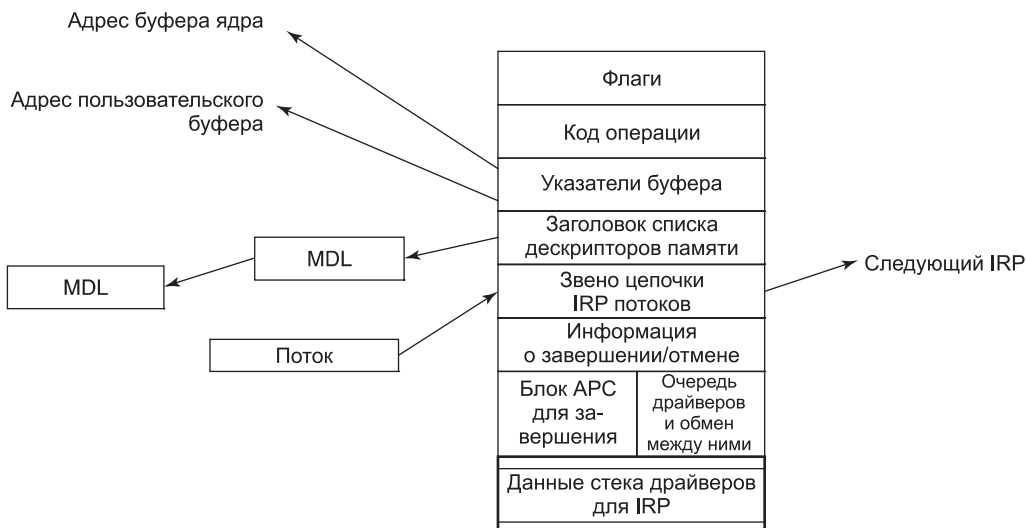 Адрес буфера ядра
Адрес пользовательского
буфера
Флаги
Код операции
Указатели буфера
Заголовок списка
дескрипторов памяти
MDL
MDL
Звено цепочки
IRP потоков
Следующий IRP
Поток
Информация
о завершении/отмене
Блок APC
для за-
вершения
Очередь
драйверов
и обмен
между ними
Данные стека драйверов
для IRP